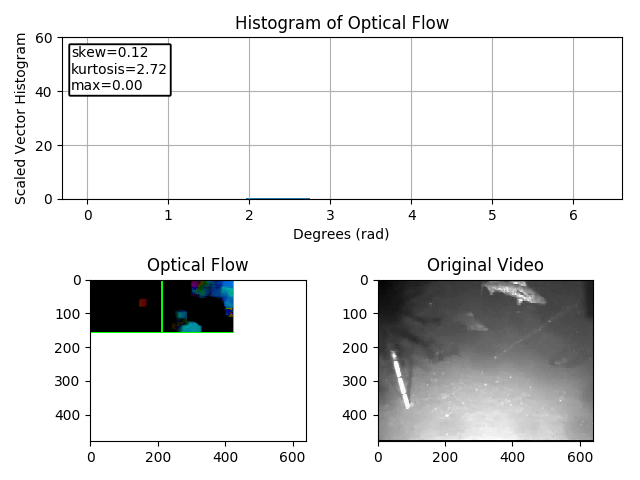 Histogram of Optical Flow
Scaled Vector Histogram
60
40
20
0
skew=0.12
kurtosis=2.72
max=0.00
0 1 2 3 4 5 6
Degrees (rad)
Optical Flow
0
100
200
300
400
0 200 400 600
Original Video
0
100
200
300
400
0 200 400 600